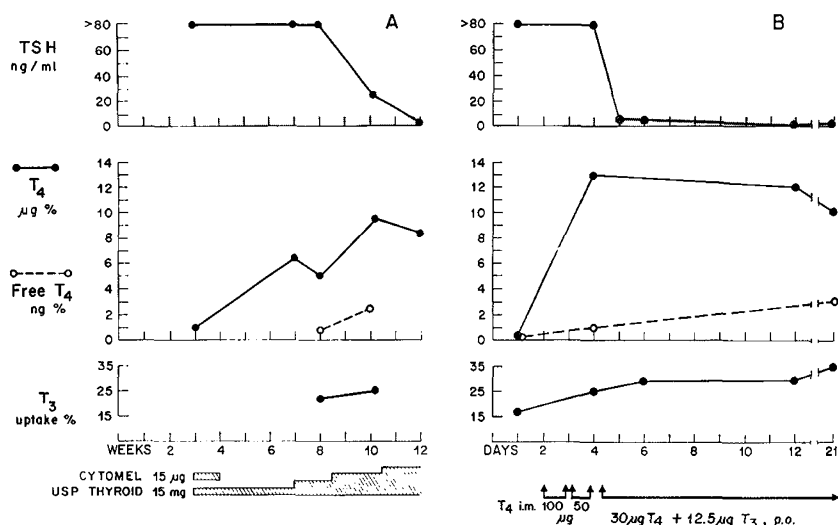 A
B
TSH
ng/ml
>80
60
40
20
0
>80
60
40
20
0
T4
µg %
Free T4
ng %
14
12
10
8
6
4
2
0
14
12
10
8
6
4
2
0
T3
uptake %
35
25
15
35
25
15
WEEKS 2 4 6 8 10 12
DAYS 2 4 6 8 10 12 21
CYTOMEL 15 µg
USP THYROID 15 mg
T4 i.m. 100 50
µg
30µg T4 + 12.5µg T3, p.o.